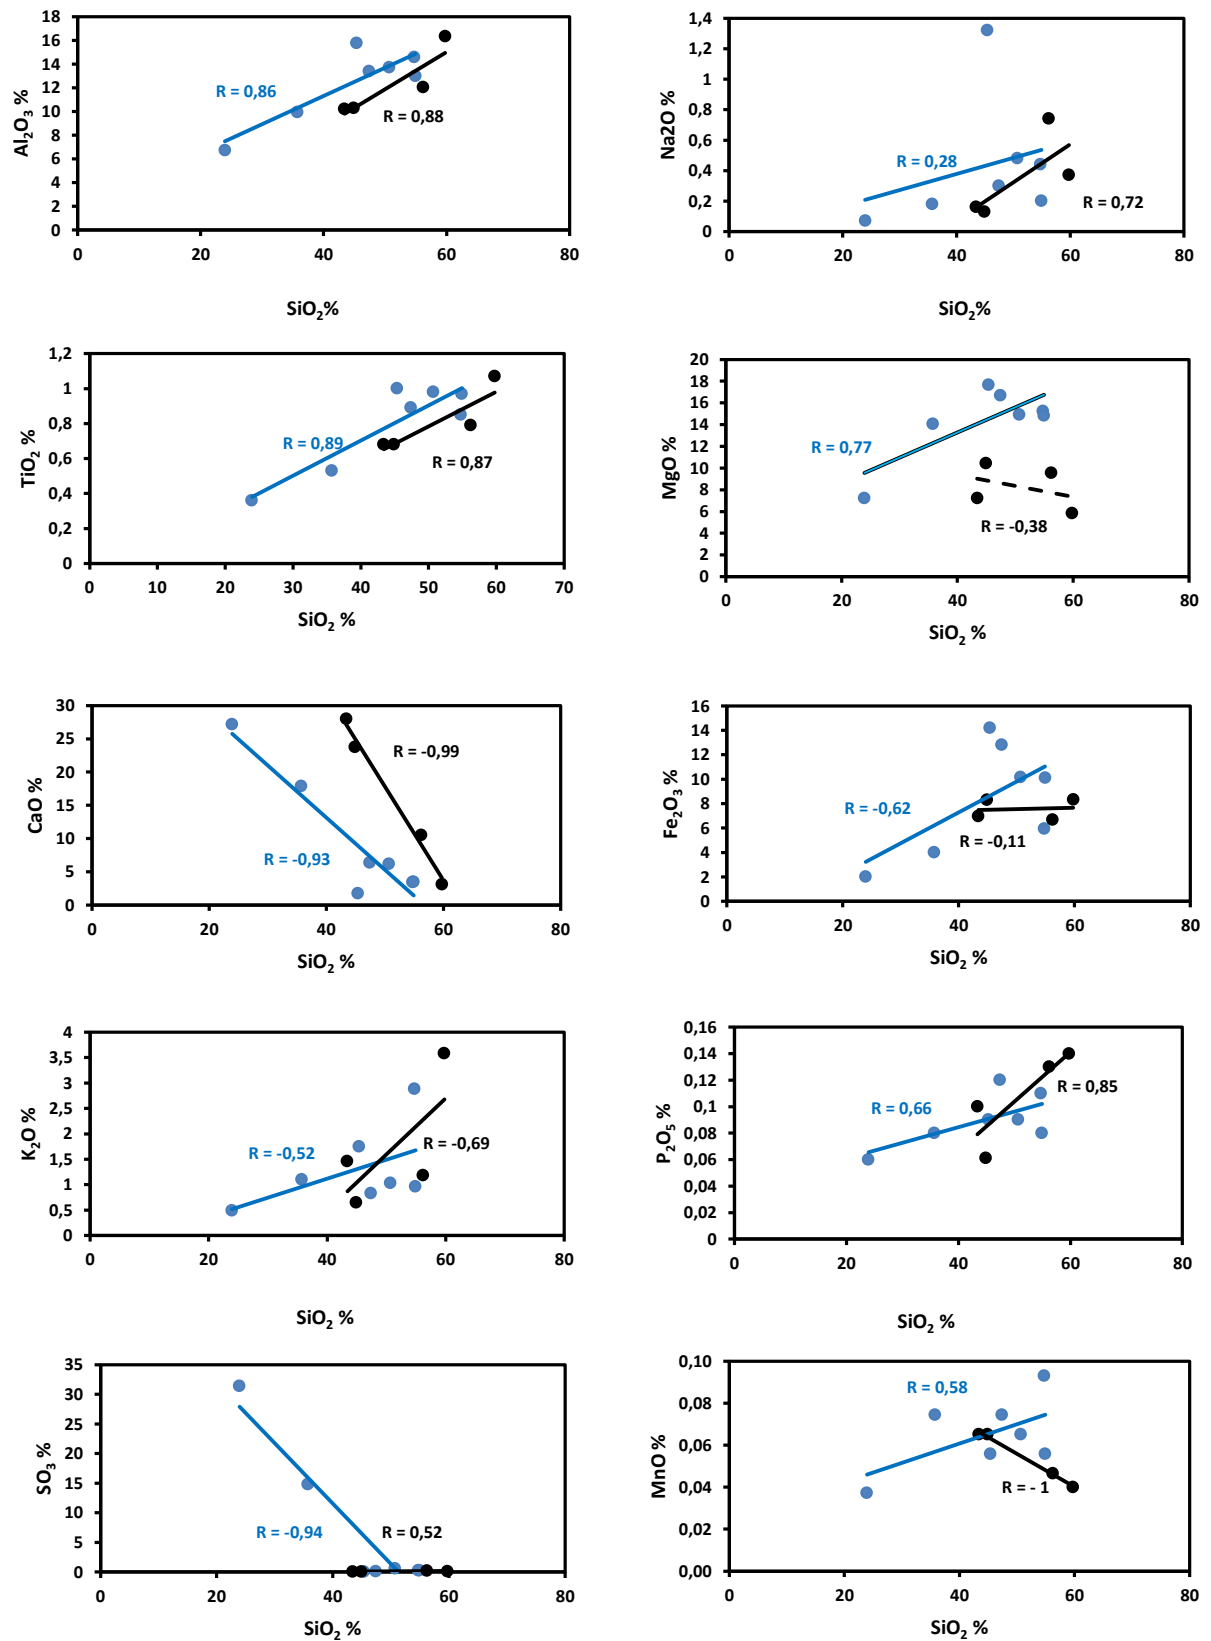 18
16
14
12
10
8
6
4
2
0
Al₂O₃ %
R = 0,86
R = 0,88
0 20 40 60 80
SiO₂%
1,4
1,2
1
0,8
0,6
0,4
0,2
0
Na2O %
R = 0,28
R = 0,72
0 20 40 60 80
SiO₂%
1,2
1
0,8
0,6
0,4
0,2
0
TiO₂ %
R = 0,89
R = 0,87
0 10 20 30 40 50 60 70
SiO₂ %
20
18
16
14
12
10
8
6
4
2
0
MgO %
R = 0,77
R = -0,38
0 20 40 60 80
SiO₂ %
30
25
20
15
10
5
0
CaO %
R = -0,99
R = -0,93
0 20 40 60 80
SiO₂ %
16
14
12
10
8
6
4
2
0
Fe₂O₃ %
R = -0,62
R = -0,11
0 20 40 60 80
SiO₂ %
4
3,5
3
2,5
2
1,5
1
0,5
0
K₂O %
R = -0,52
R = -0,69
0 20 40 60 80
SiO₂ %
0,16
0,14
0,12
0,1
0,08
0,06
0,04
0,02
0
P₂O₅ %
R = 0,66
R = 0,85
0 20 40 60 80
SiO₂ %
35
30
25
20
15
10
5
0
SO₃ %
R = -0,94
R = 0,52
0 20 40 60 80
SiO₂ %
0,10
0,08
0,06
0,04
0,02
0,00
MnO %
R = 0,58
R = - 1
0 20 40 60 80
SiO₂ %